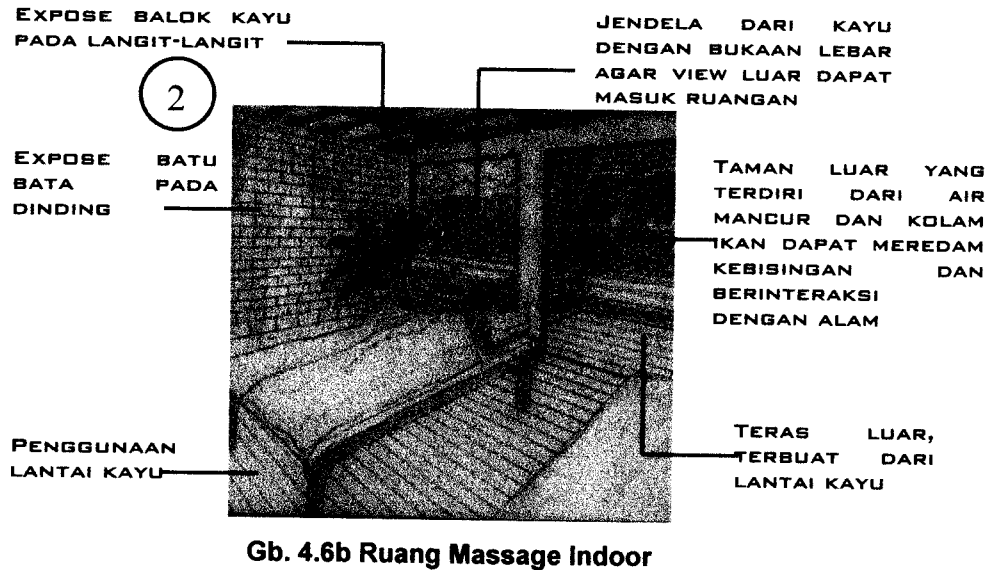 EXPOSE BALOK KAYU
PADA LANGIT-LANGIT
2
JENDELA DARI KAYU
DENGAN BUKAAN LEBAR
AGAR VIEW LUAR DAPAT
MASUK RUANGAN
EXPOSE BATU
BATA PADA
DINDING
TAMAN LUAR YANG
TERDIRI DARI AIR
MANCUR DAN KOLAM
IKAN DAPAT MEREDAM
KEBISINGAN DAN
BERINTERAKSI
DENGAN ALAM
PENGGUNAAN
LANTAI KAYU
TERAS LUAR,
TERBUAT DARI
LANTAI KAYU
Gb. 4.6b Ruang Massage Indoor